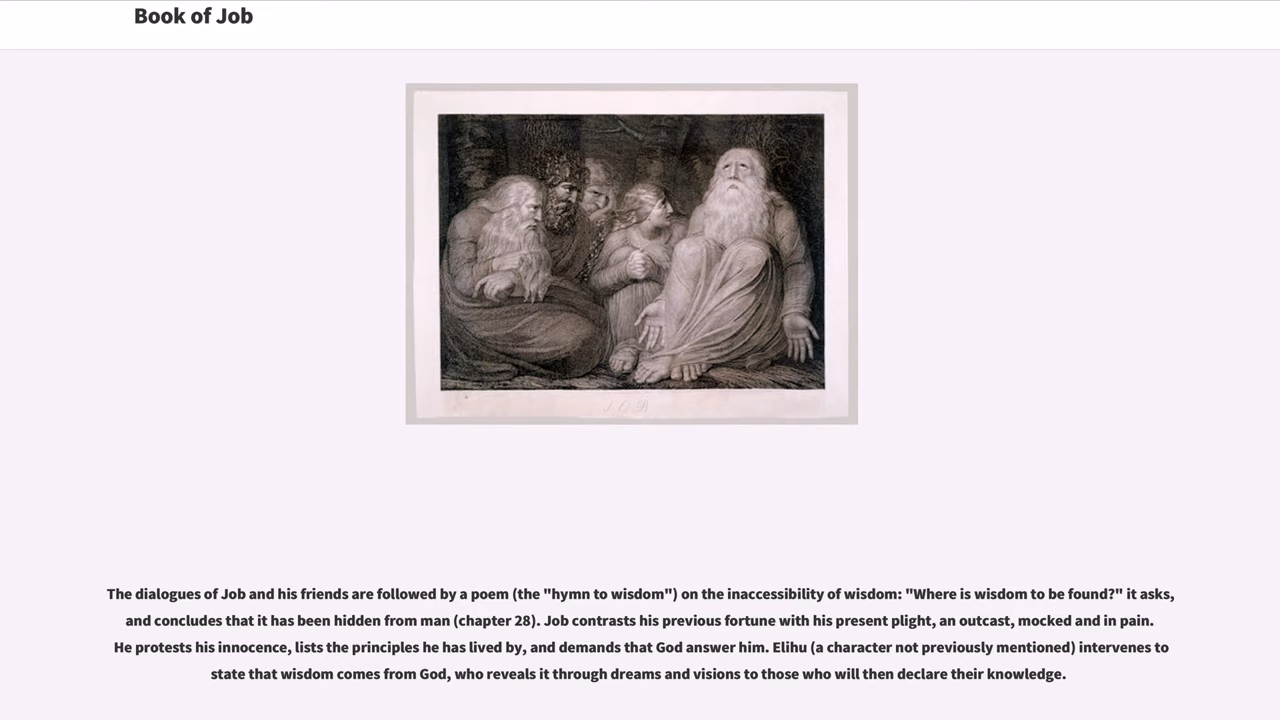 Book of Job
J O B
The dialogues of Job and his friends are followed by a poem (the "hymn to wisdom") on the inaccessibility of wisdom: "Where is wisdom to be found?" it asks,
and concludes that it has been hidden from man (chapter 28). Job contrasts his previous fortune with his present plight, an outcast, mocked and in pain.
He protests his innocence, lists the principles he has lived by, and demands that God answer him. Elihu (a character not previously mentioned) intervenes to
state that wisdom comes from God, who reveals it through dreams and visions to those who will then declare their knowledge.